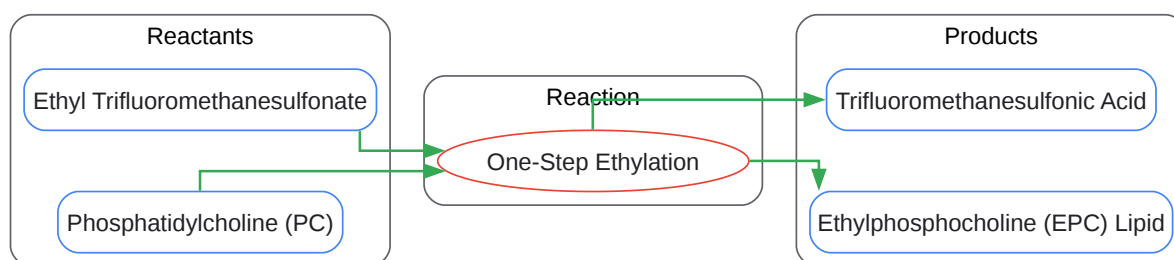 Reactants
Ethyl Trifluoromethanesulfonate
Phosphatidylcholine (PC)
Reaction
One-Step Ethylation
Products
Trifluoromethanesulfonic Acid
Ethylphosphocholine (EPC) Lipid